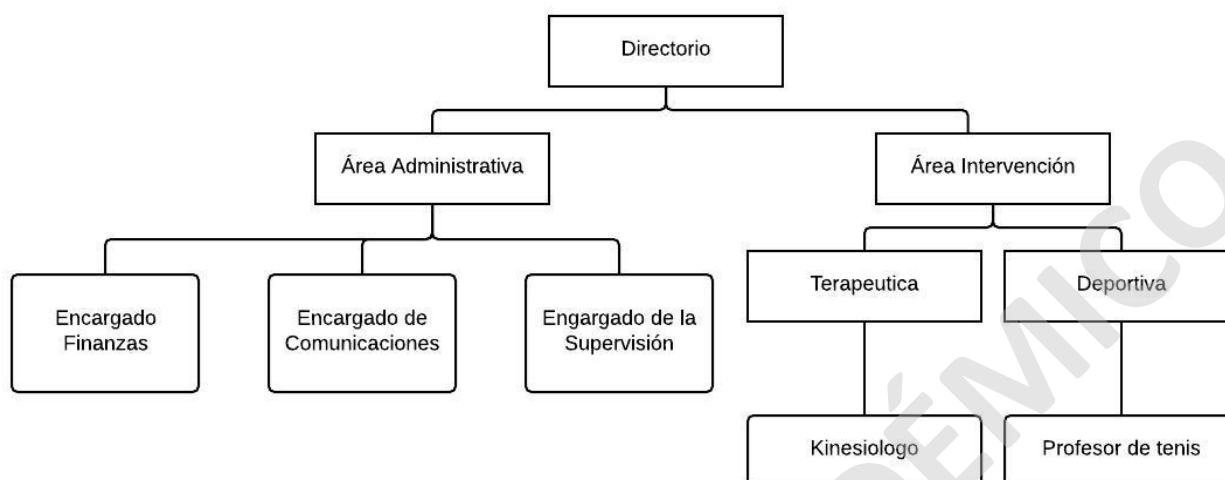 Directorio
Área Administrativa
Área Intervención
Terapeutica
Deportiva
Encargado
Finanzas
Encargado de
Comunicaciones
Engargado de la
Supervisión
Kinesiologo
Profesor de tenis
DÉMICO